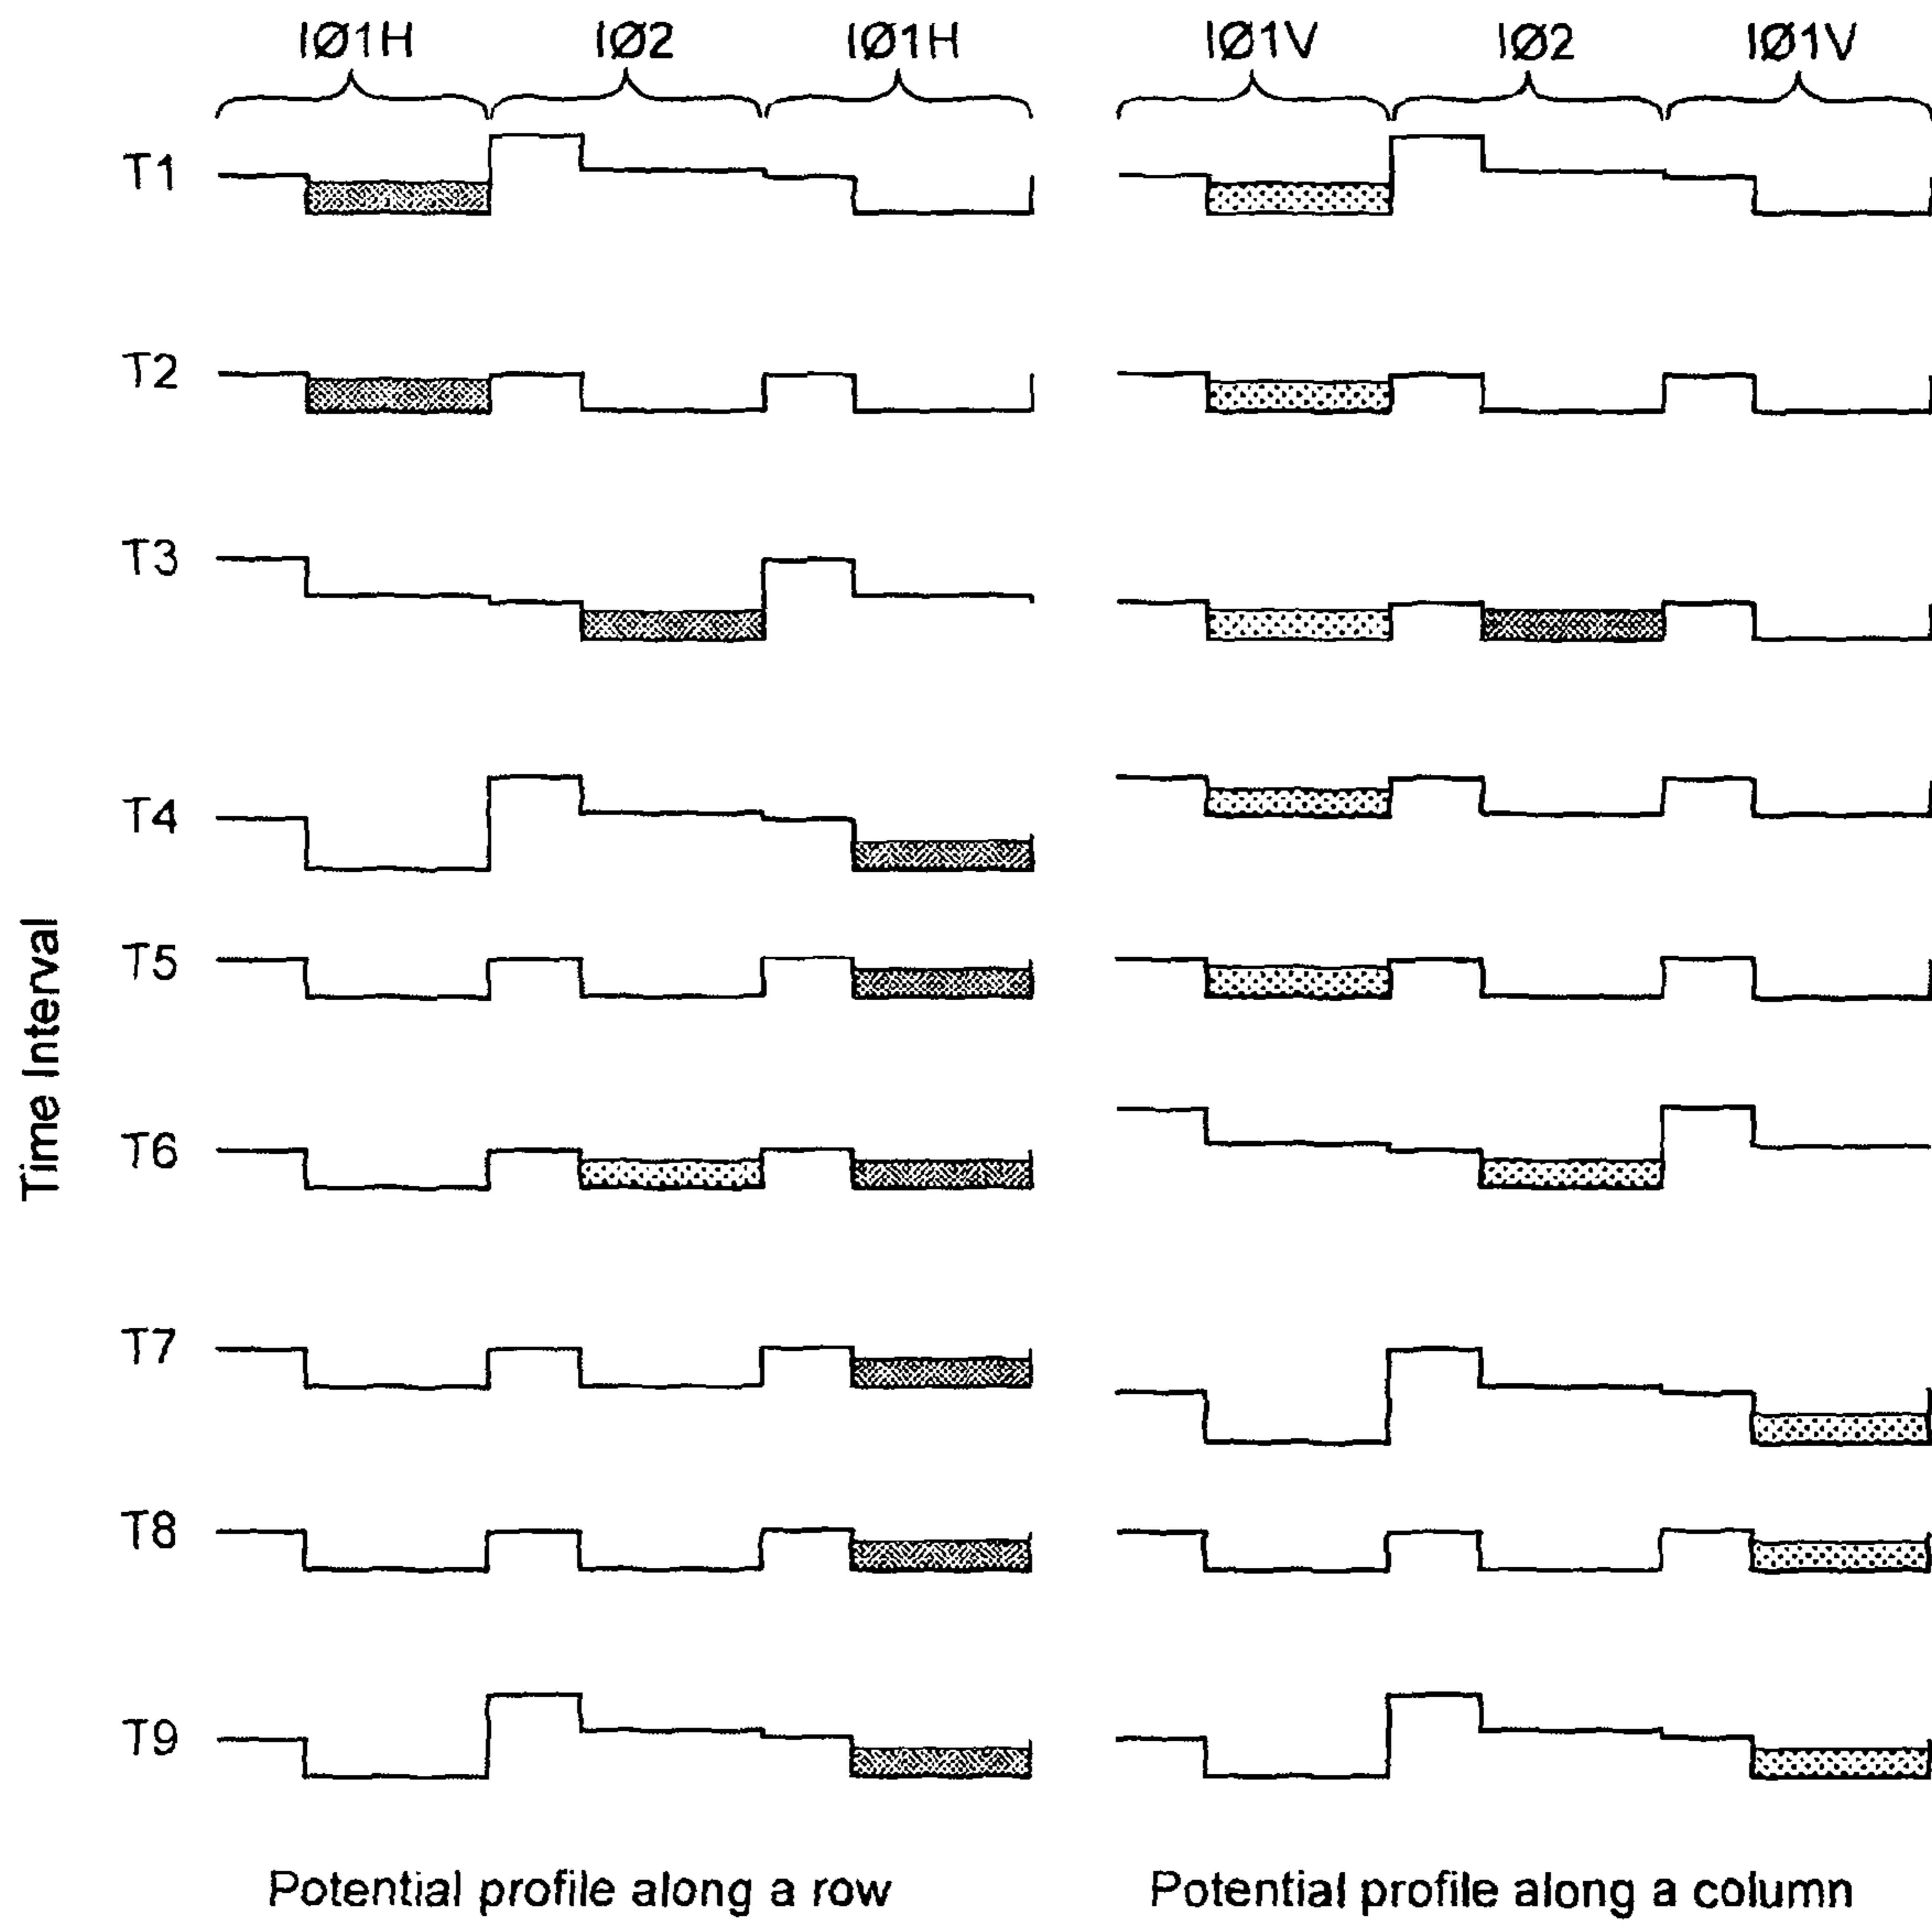 IØ1H IØ2 IØ1H IØ1V IØ2 IØ1V
T1
T2
T3
T4
T5
T6
T7
T8
T9
Time Interval
Potential profile along a row
Potential profile along a column